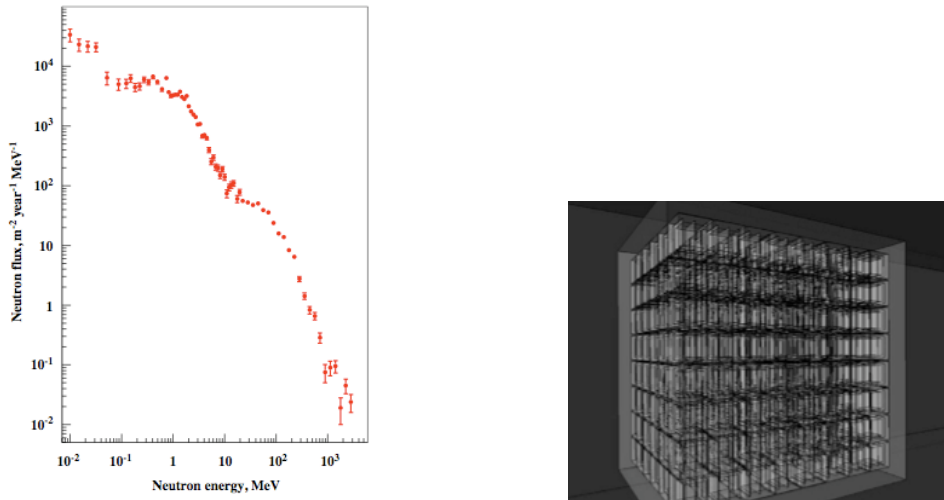 10⁴
10³
10²
10
1
10⁻¹
10⁻²
Neutron flux, m⁻² year⁻¹ MeV⁻¹
10⁻² 10⁻¹ 1 10 10² 10³
Neutron energy, MeV